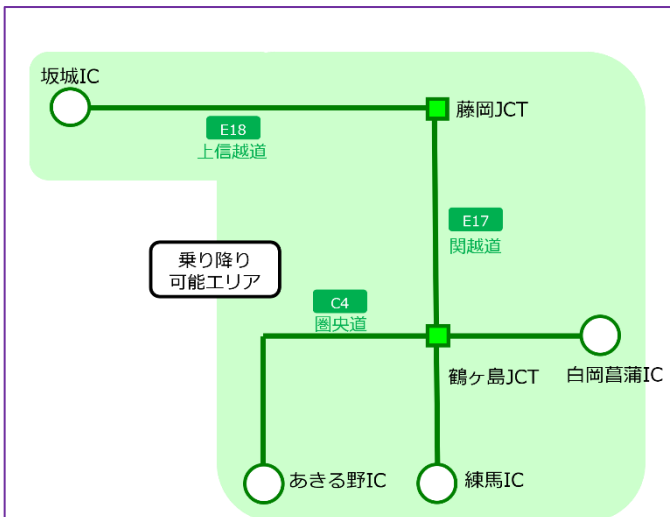 坂城IC
藤岡JCT
E18
上信越道
E17
関越道
乗り降り
可能エリア
C4
圏央道
鶴ヶ島JCT
白岡菖蒲IC
あきる野IC
練馬IC